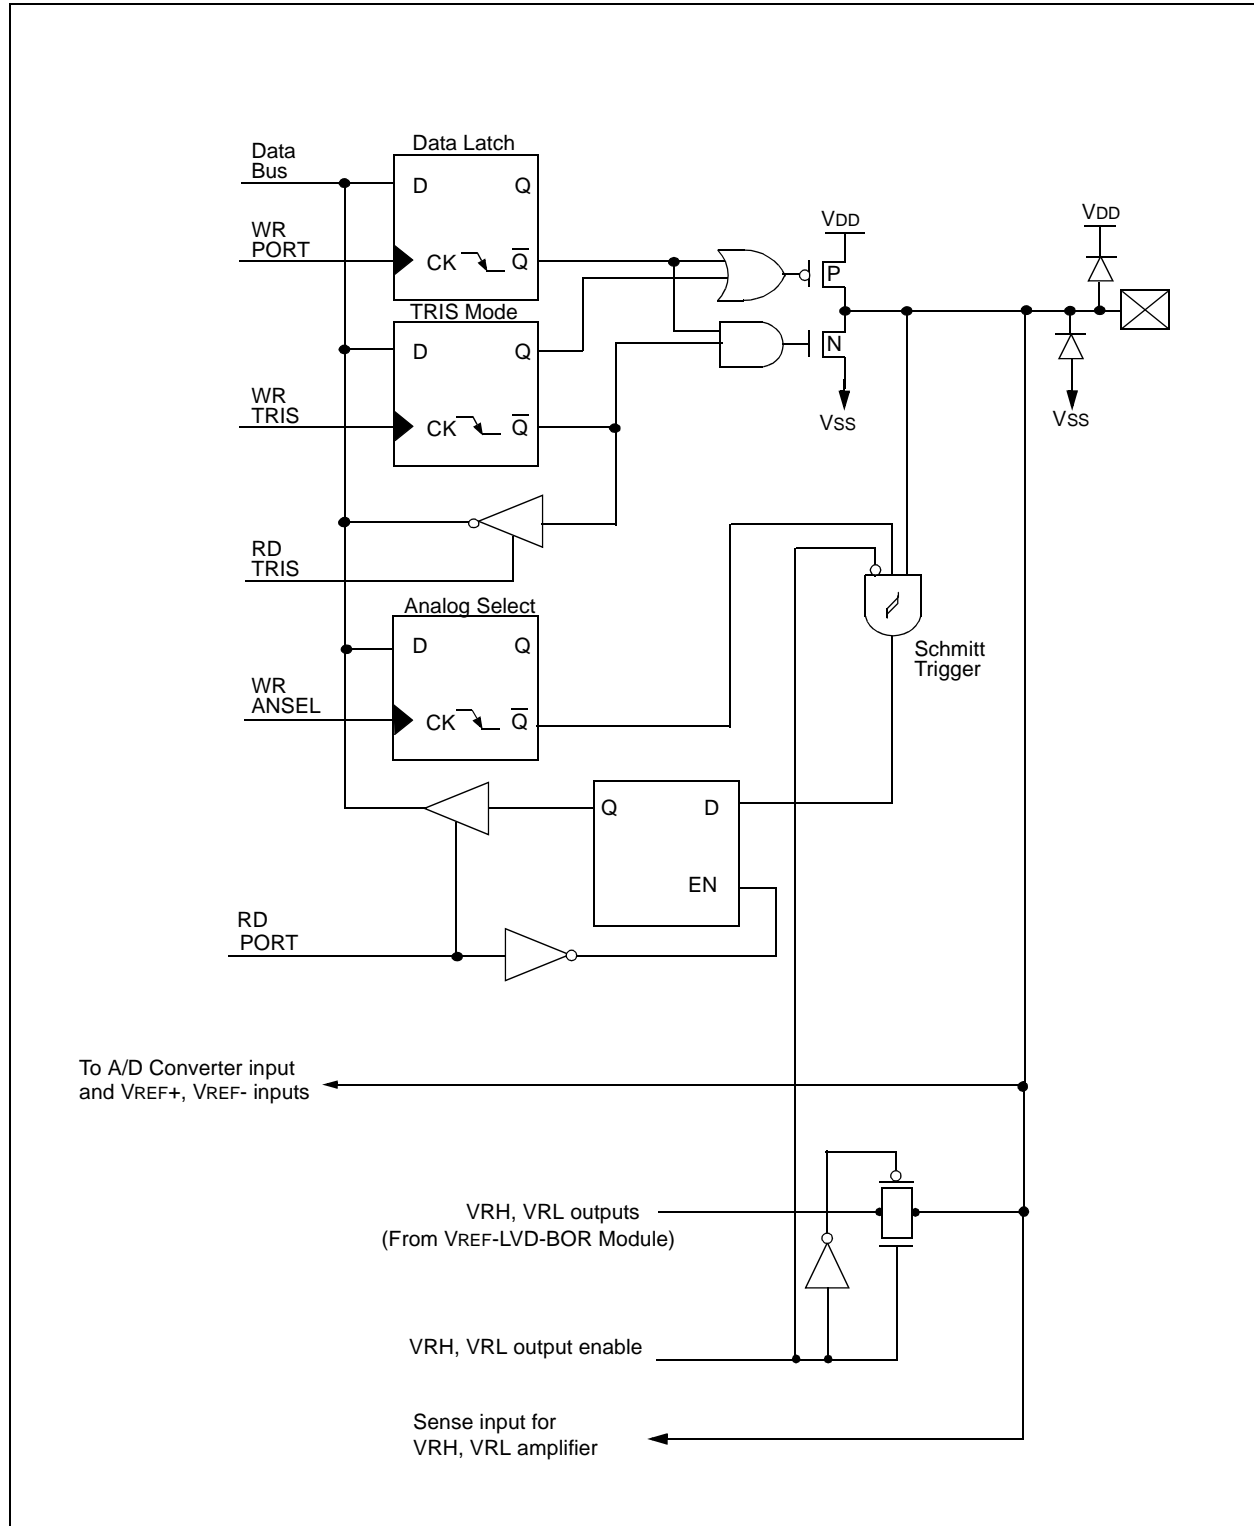 Data Latch
Data
Bus
D
Q
WR
PORT
CK
Q
VDD
VDD
P
TRIS Mode
D
Q
N
WR
TRIS
CK
Q
VSS
VSS
RD
TRIS
Analog Select
D
Q
Schmitt
Trigger
WR
ANSEL
CK
Q
Q
D
EN
RD
PORT
To A/D Converter input
and VREF+, VREF- inputs
VRH, VRL outputs
(From VREF-LVD-BOR Module)
VRH, VRL output enable
Sense input for
VRH, VRL amplifier